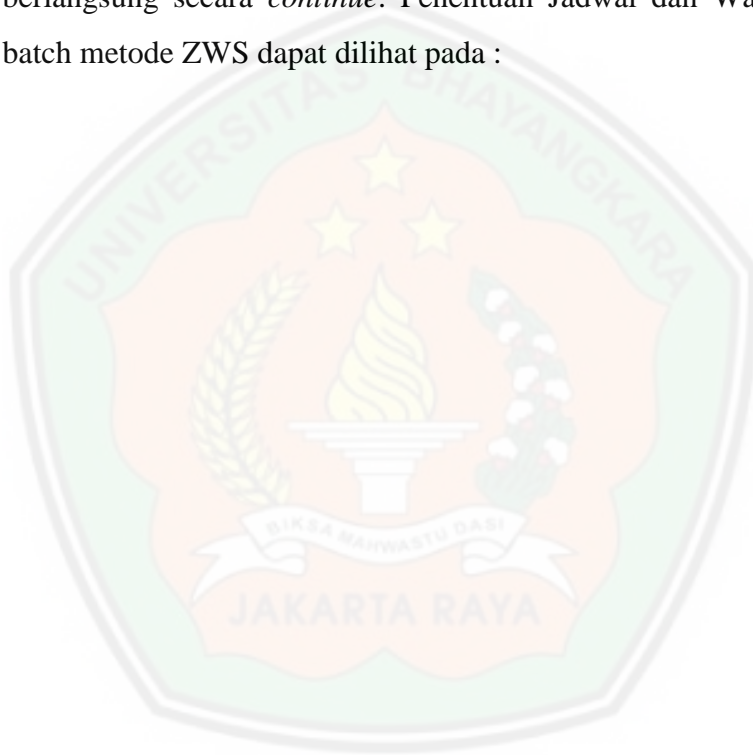 berlangsung secara continue. Penentuan Jadwal dan
batch metode ZWS dapat dilihat pada :
UNIVERSITAS BHAYANGKARA
BIKSA MAHWASTU DASI
JAKARTA RAYA